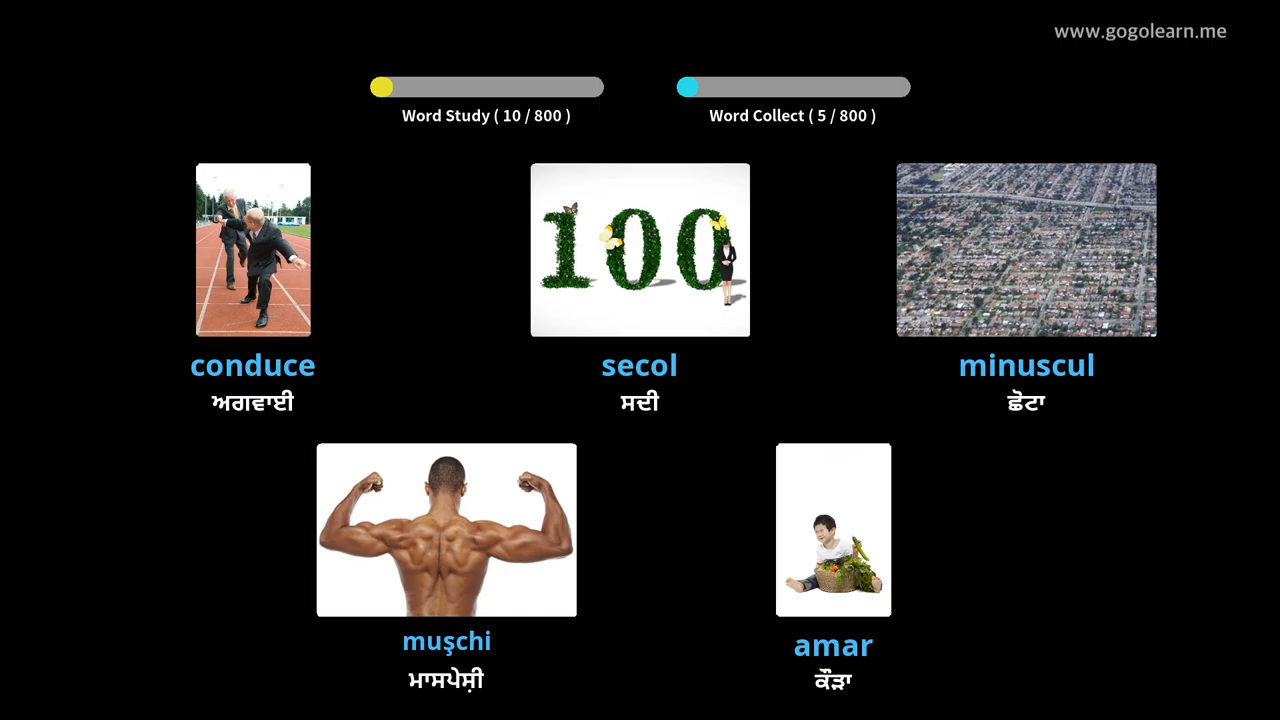 www.gogolearn.me
Word Study ( 10 / 800 )
Word Collect ( 5 / 800 )
100
conduce
ਅਗਵਾਈ
secol
ਸਦੀ
minuscul
ਛੋਟਾ
muşchi
ਮਾਸਪੇਸ਼ੀ
amar
ਕੌੜਾ